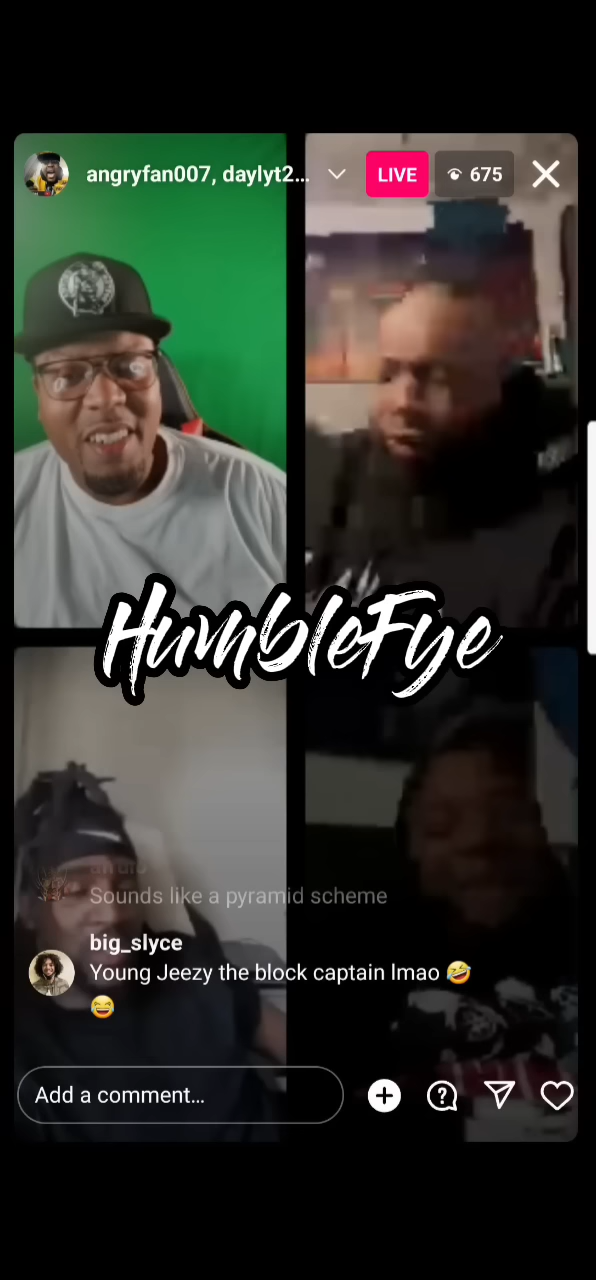 angryfan007, daylyt2...
LIVE
675
HumbleFye
Sounds like a pyramid scheme
big_slyce
Young Jeezy the block captain lmao 🤣
😆
Add a comment...